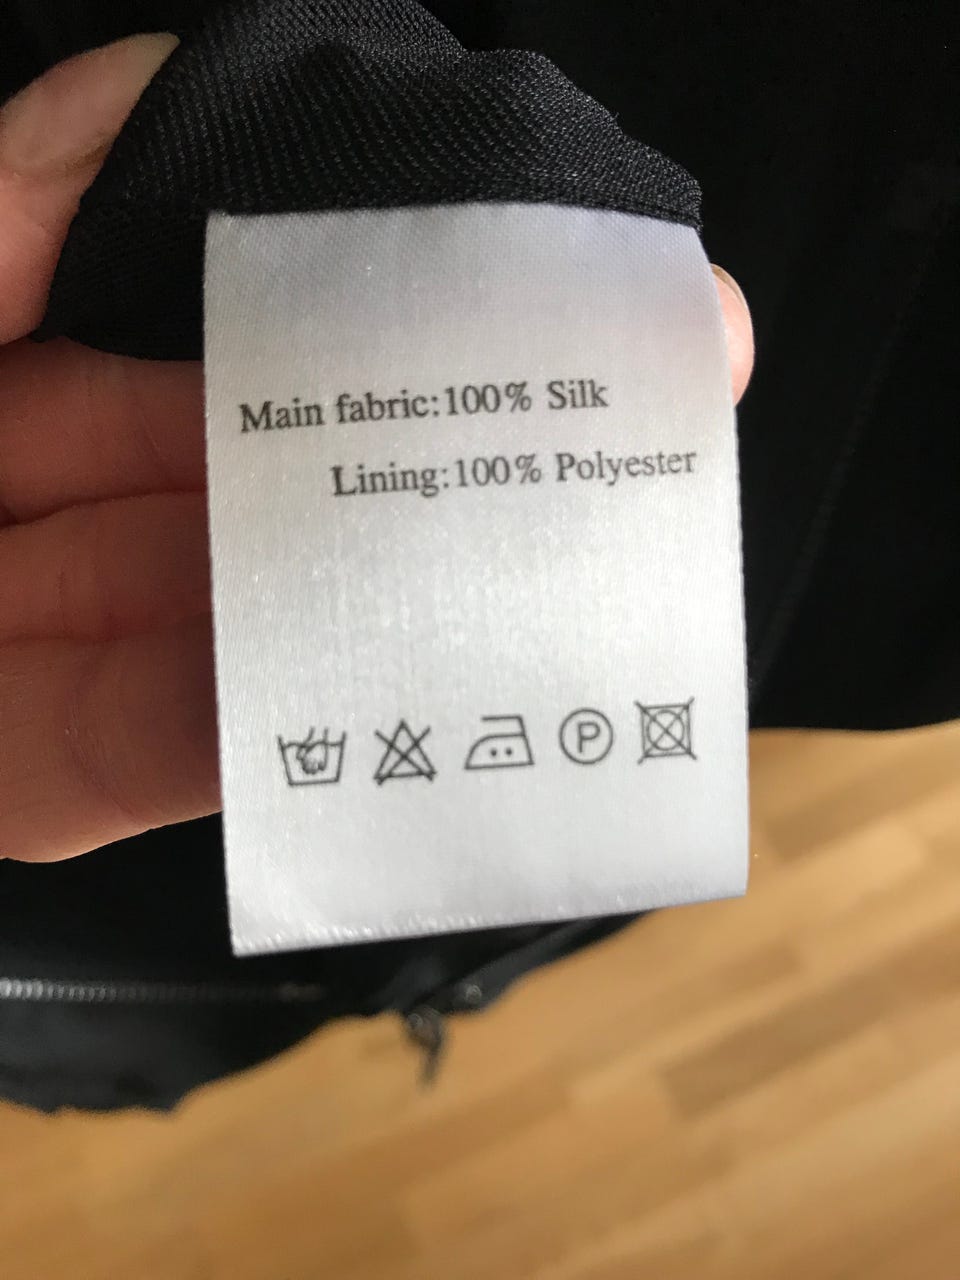 Main fabric:100% Silk
Lining:100% Polyester
P